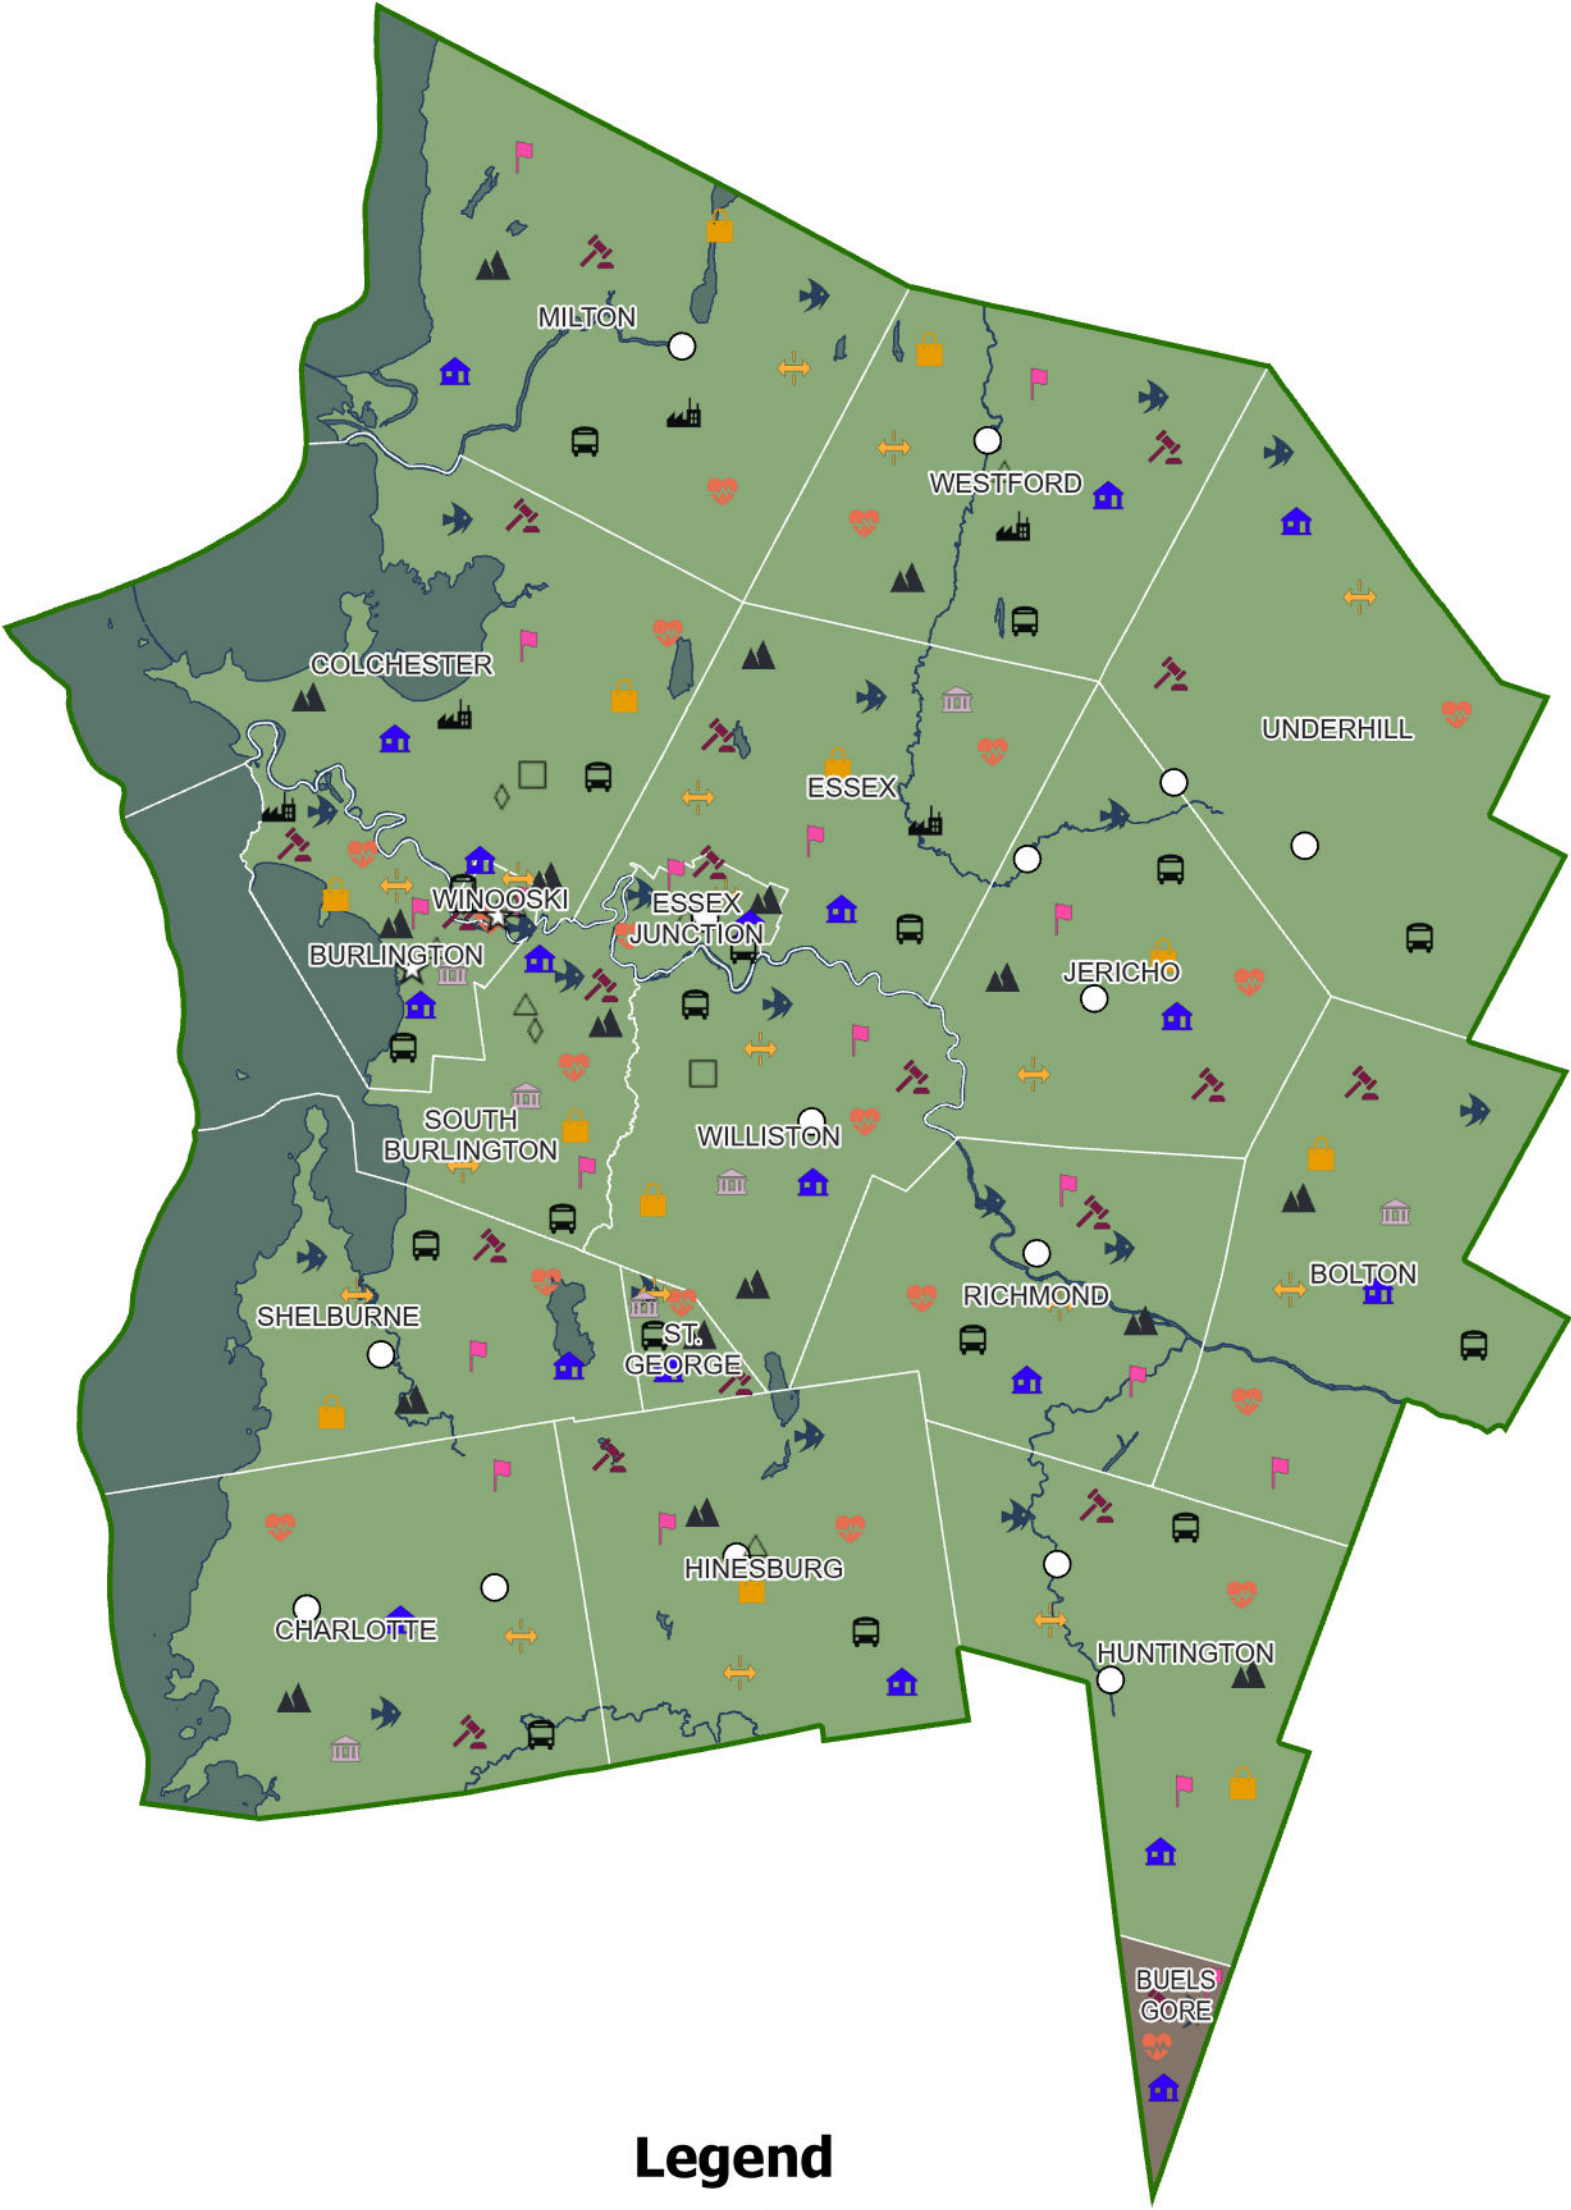 MILTON
WESTFORD
COLCHESTER
UNDERHILL
ESSEX
WINOOSKI
ESSEX
JUNCTION
BURLINGTON
JERICHO
SOUTH
BURLINGTON
WILLISTON
BOLTON
RICHMOND
SHELBURNE
ST.
GEORGE
HINESBURG
CHARLOTTE
HUNTINGTON
BUELS
GORE
Legend